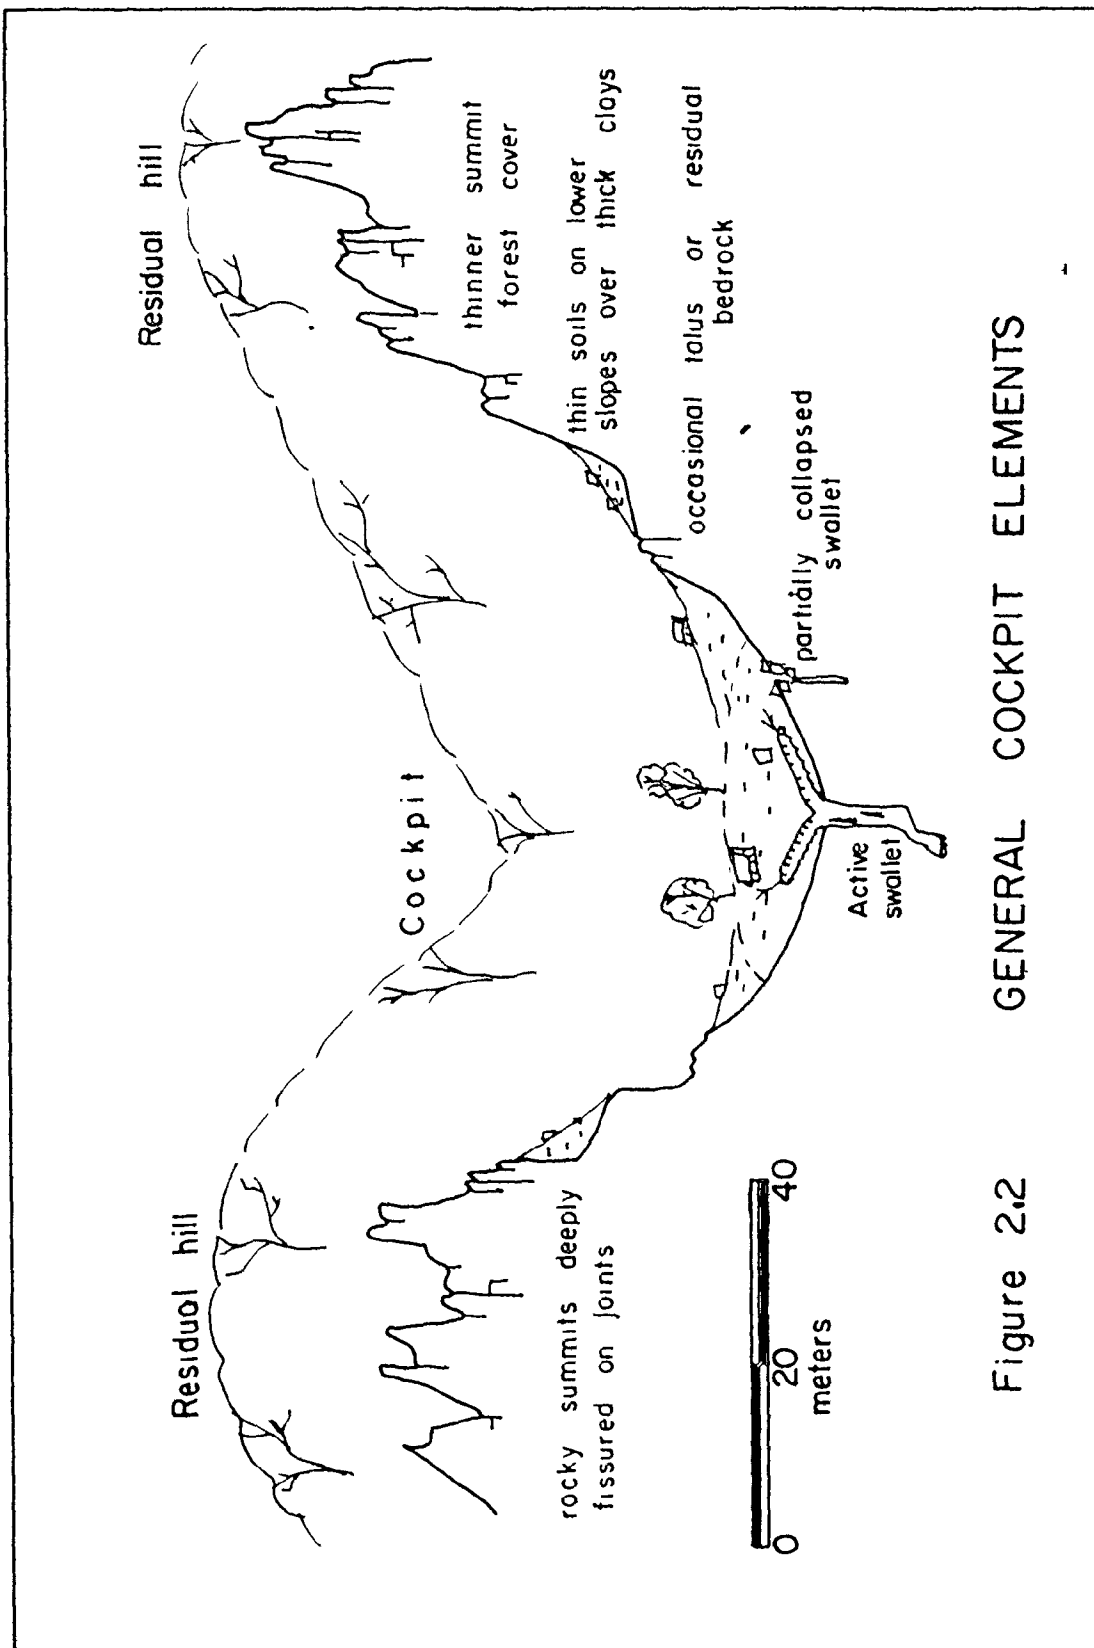 Residual hill
Cockpit
Residual hill
rocky summits deeply
fissured on joints
thinner summit
forest cover
thin soils on lower
slopes over thick clays
occasional talus or residual
bedrock
partially collapsed
swallet
Active
swallet
0 20 40
meters
Figure 2.2 GENERAL COCKPIT ELEMENTS